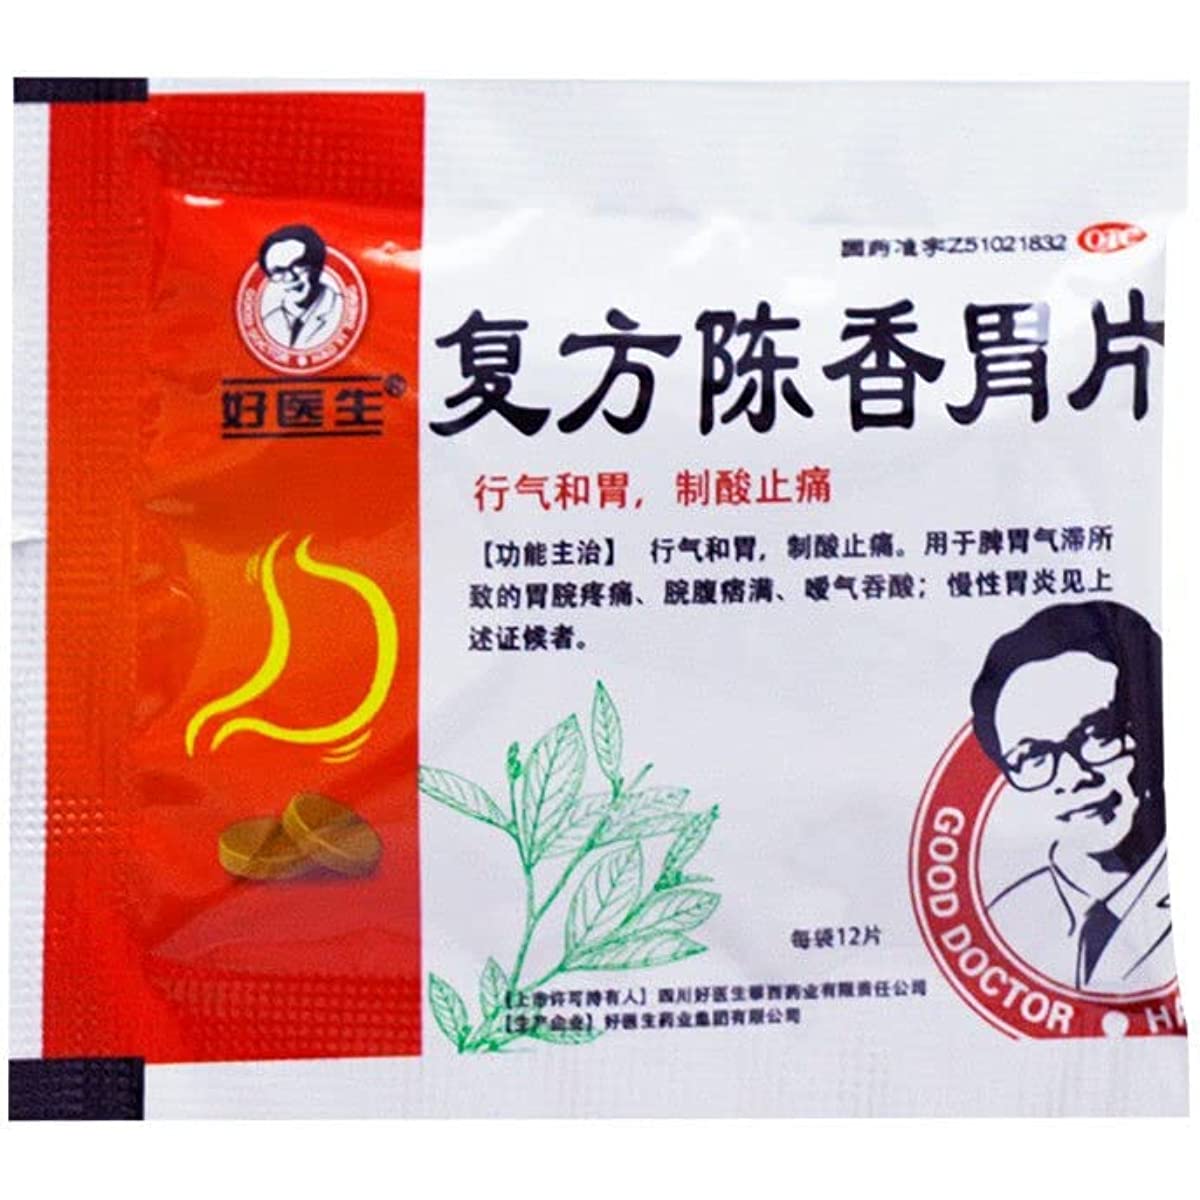 国药准字Z51021832 OTC
GOOD DOCTOR
好医生®
复方陈香胃片
行气和胃，制酸止痛
【功能主治】 行气和胃，制酸止痛。用于脾胃气滞所
致的胃脘疼痛、脘腹痞满、嗳气吞酸；慢性胃炎见上
述证候者。
GOOD DOCTOR
每袋12片
【上市许可持有人】四川好医生攀西药业有限责任公司
【生产企业】好医生药业集团有限公司